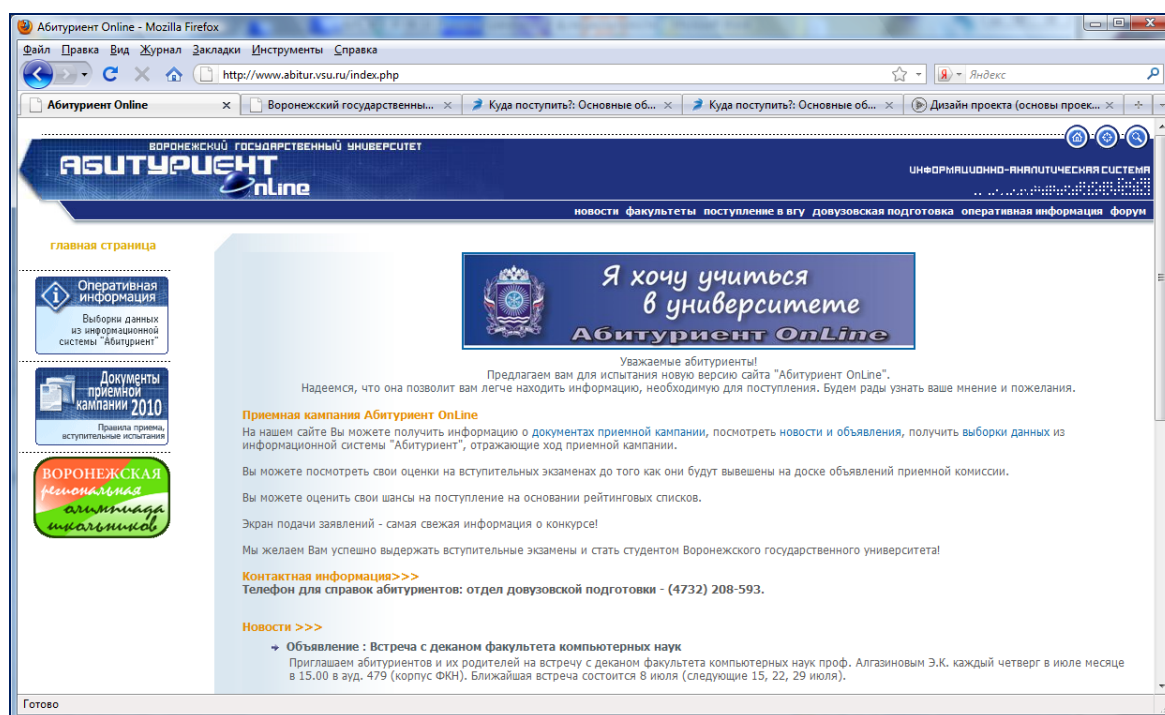 Абитуриент Online - Mozilla Firefox
Файл Правка Вид Журнал Закладки Инструменты Справка
http://www.abitur.vsu.ru/index.php
Яндекс
Абитуриент Online
Воронежский государственны...
Куда поступить?: Основные об...
Куда поступить?: Основные об...
Дизайн проекта (основы проек...
ВОРОНЕЖСКИЙ ГОСУДАРСТВЕННЫЙ УНИВЕРСИТЕТ
АБИТУРИЕНТ
Online
ИНФОРМАЦИОННО-АНАЛИТИЧЕСКАЯ СИСТЕМА
новости факультеты поступление в вгу довузовская подготовка оперативная информация форум
главная страница
Оперативная
информация
Выборки данных
из информационной
системы "Абитуриент"
Документы
приемной
кампании 2010
Правила приема,
вступительные испытания
ВОРОНЕЖСКАЯ
региональная
олимпиада
школьников
Я хочу учиться
в университете
Абитуриент OnLine
Уважаемые абитуриенты!
Предлагаем вам для испытания новую версию сайта "Абитуриент OnLine".
Надеемся, что она позволит вам легче находить информацию, необходимую для поступления. Будем рады узнать ваше мнение и пожелания.
Приемная кампания Абитуриент OnLine
На нашем сайте Вы можете получить информацию о документах приемной кампании, посмотреть новости и объявления, получить выборки данных из
информационной системы "Абитуриент", отражающие ход приемной кампании.
Вы можете посмотреть свои оценки на вступительных экзаменах до того как они будут вывешены на доске объявлений приемной комиссии.
Вы можете оценить свои шансы на поступление на основании рейтинговых списков.
Экран подачи заявлений - самая свежая информация о конкурсе!
Мы желаем Вам успешно выдержать вступительные экзамены и стать студентом Воронежского государственного университета!
Контактная информация>>>
Телефон для справок абитуриентов: отдел довузовской подготовки - (4732) 208-593.
Новости >>>
Объявление : Встреча с деканом факультета компьютерных наук
Приглашаем абитуриентов и их родителей на встречу с деканом факультета компьютерных наук проф. Алгазиновым Э.К. каждый четверг в июле месяце
в 15.00 в ауд. 479 (корпус ФКН). Ближайшая встреча состоится 8 июля (следующие 15, 22, 29 июля).
Готово